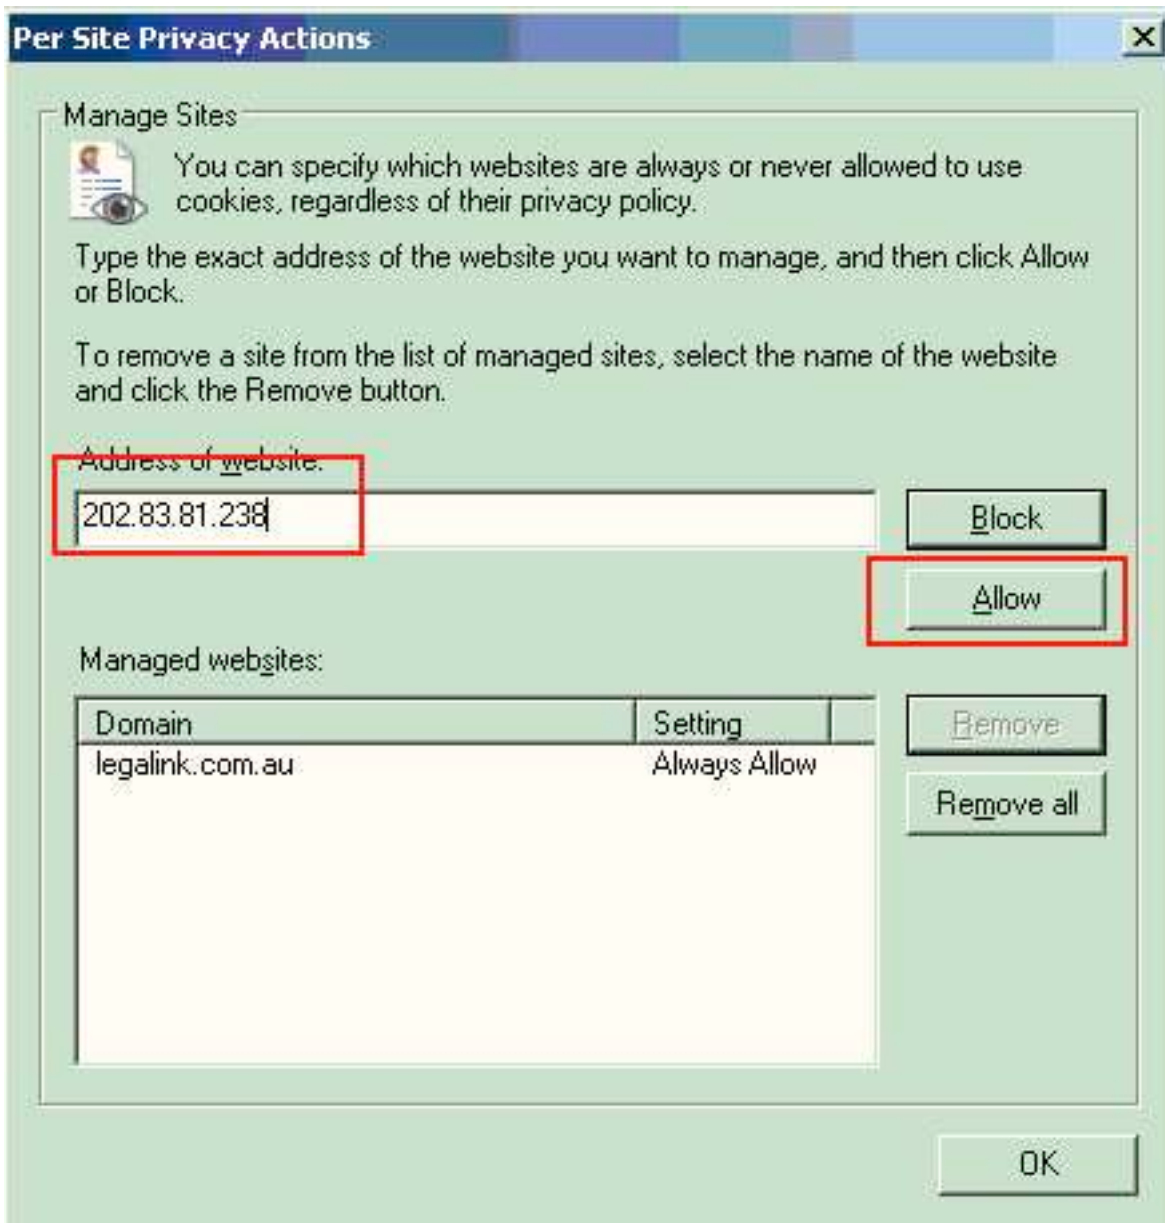 Per Site Privacy Actions
Manage Sites
You can specify which websites are always or never allowed to use
cookies, regardless of their privacy policy.
Type the exact address of the website you want to manage, and then click Allow
or Block.
To remove a site from the list of managed sites, select the name of the website
and click the Remove button.
Address of website:
202.83.81.238
Block
Allow
Managed websites:
Domain Setting
Remove
legalink.com.au Always Allow
Remove all
OK